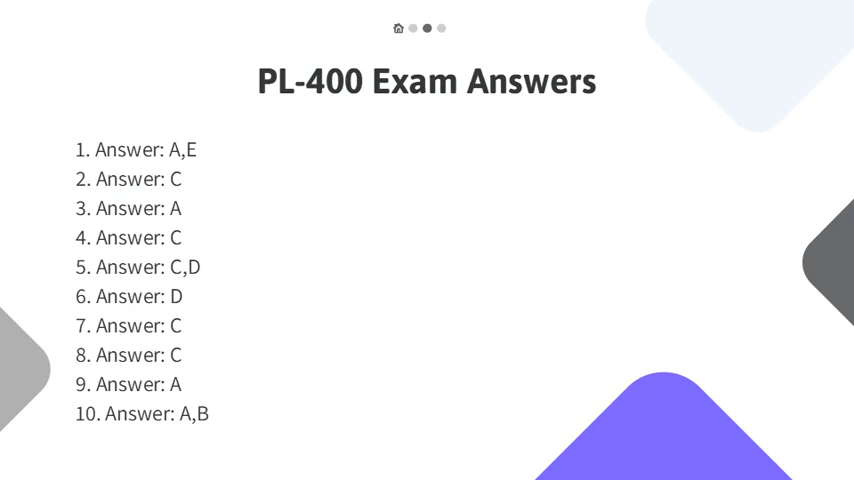 PL-400 Exam Answers
1. Answer: A,E
2. Answer: C
3. Answer: A
4. Answer: C
5. Answer: C,D
6. Answer: D
7. Answer: C
8. Answer: C
9. Answer: A
10. Answer: A,B